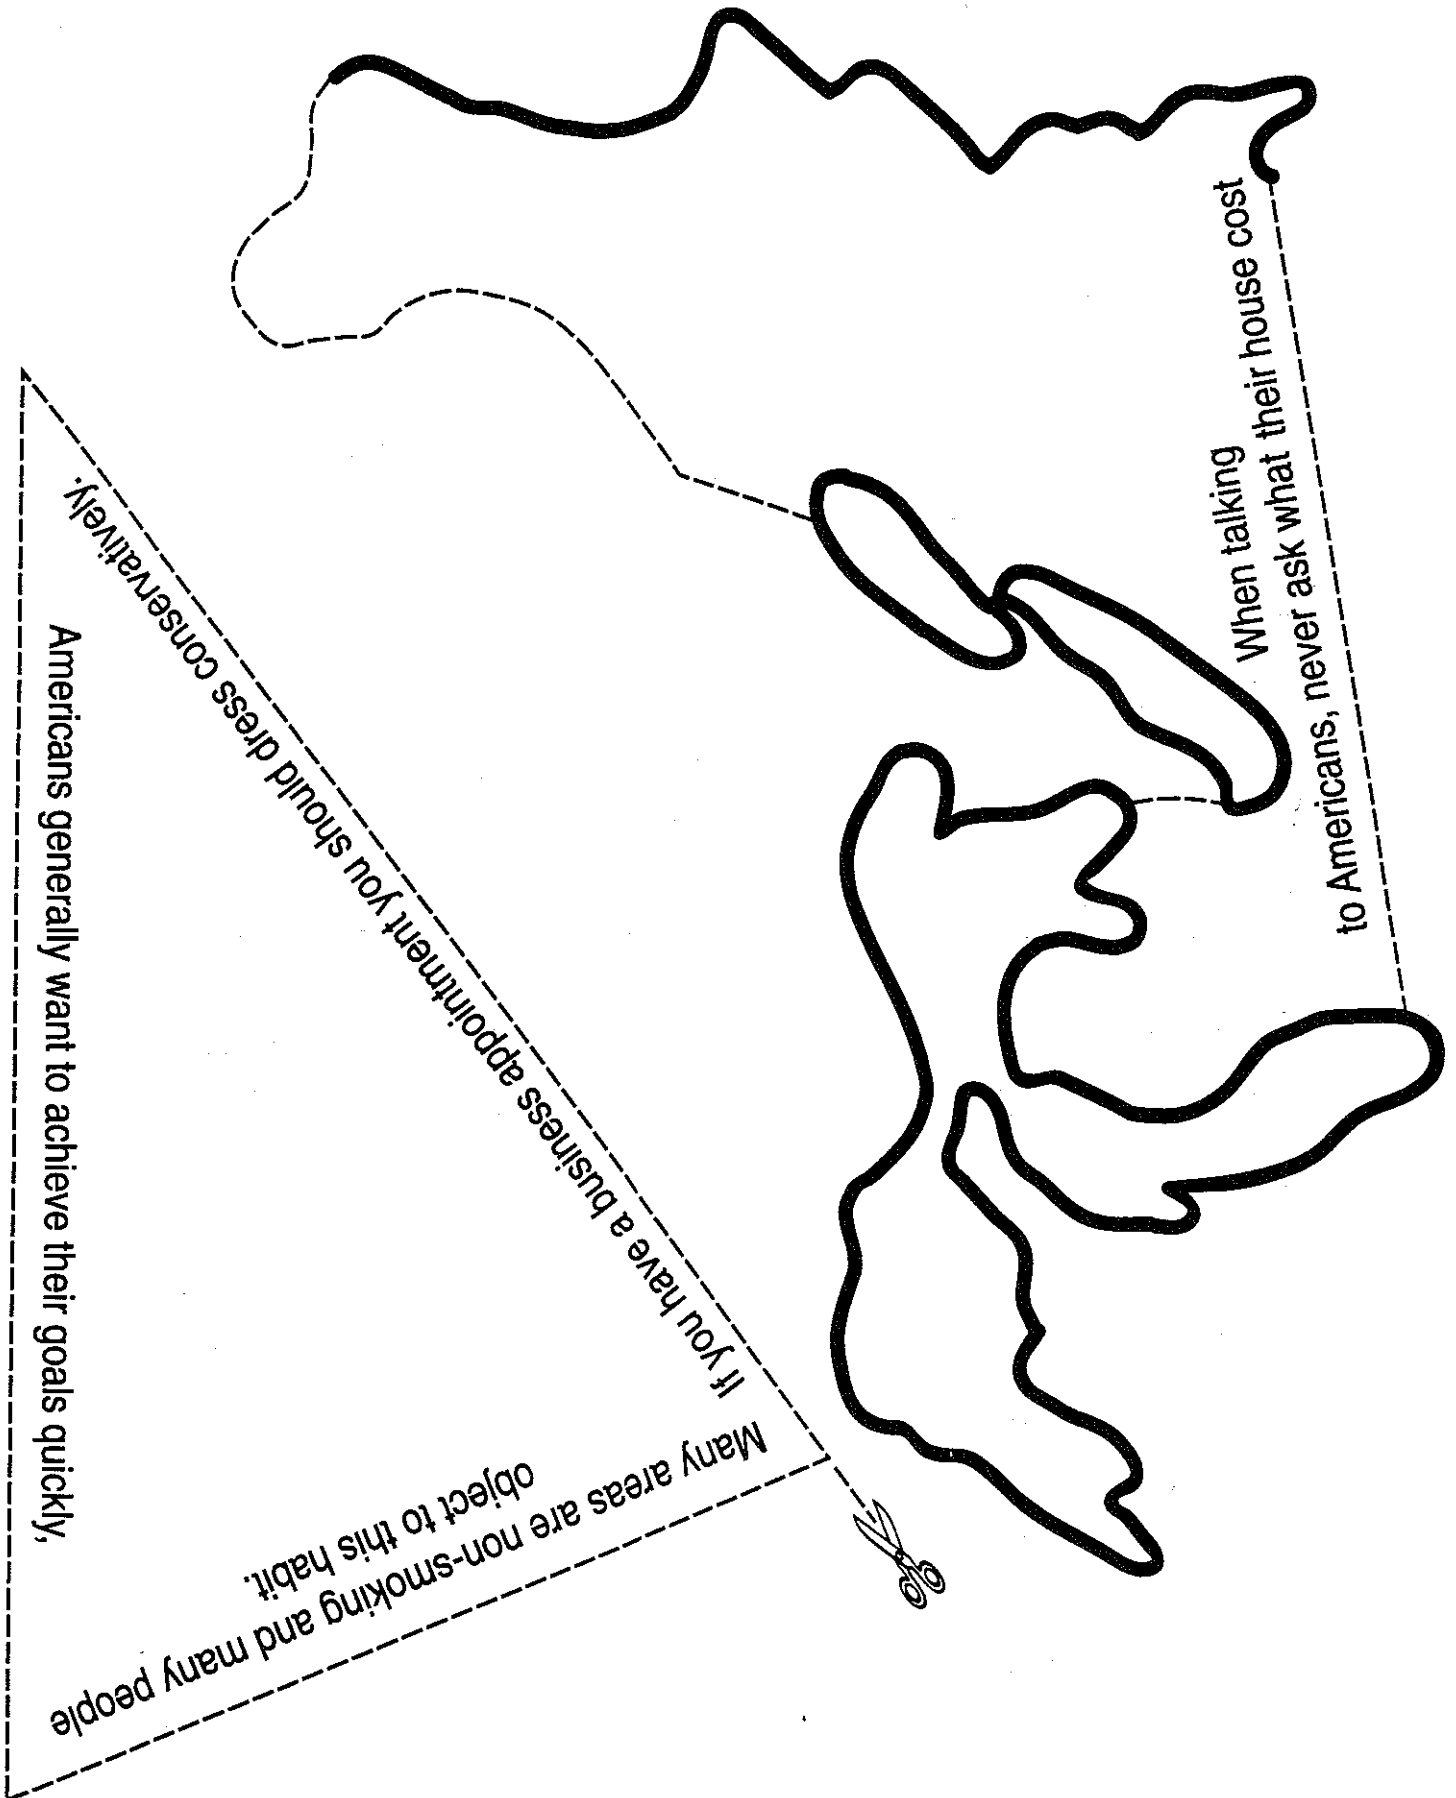 When talking
to Americans, never ask what their house cost
If you have a business appointment you should dress conservatively.
Americans generally want to achieve their goals quickly,
Many areas are non-smoking and many people
object to this habit.